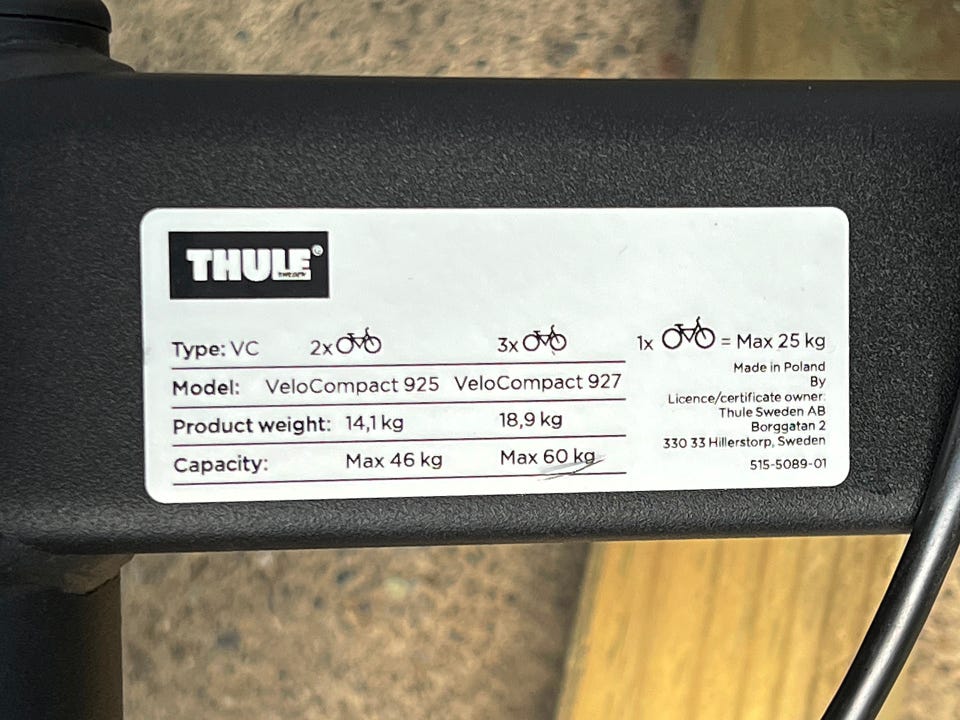 THULE®
SWEDEN
Type: VC 2x 3x 1x = Max 25 kg
Model: VeloCompact 925 VeloCompact 927
Product weight: 14,1 kg 18,9 kg
Capacity: Max 46 kg Max 60 kg
Made in Poland
By
Licence/certificate owner:
Thule Sweden AB
Borggatan 2
330 33 Hillerstorp, Sweden
515-5089-01